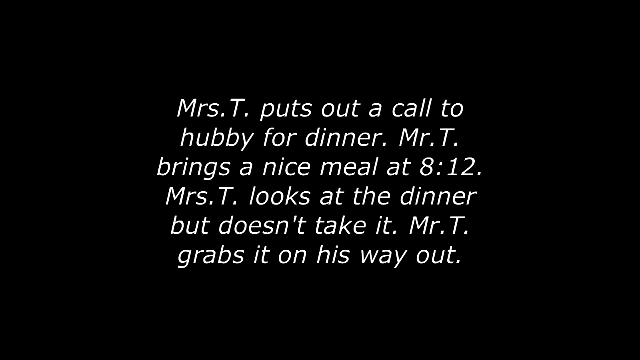 Mrs.T. puts out a call to
hubby for dinner. Mr.T.
brings a nice meal at 8:12.
Mrs.T. looks at the dinner
but doesn't take it. Mr.T.
grabs it on his way out.